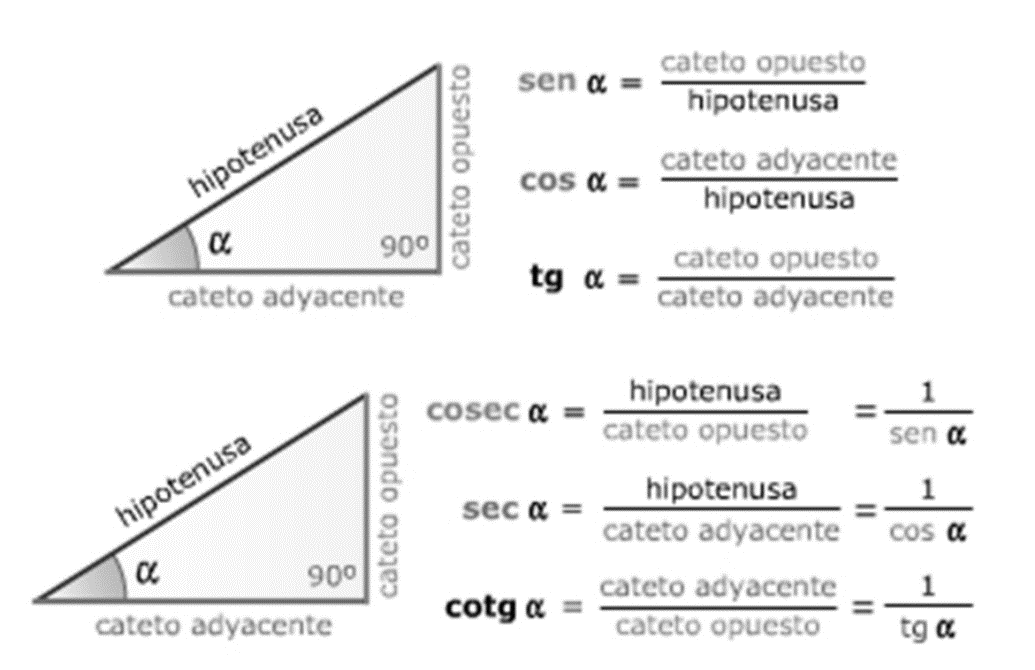 hipotenusa
cateto opuesto
α
90º
cateto adyacente
sen α = cateto opuesto / hipotenusa
cos α = cateto adyacente / hipotenusa
tg α = cateto opuesto / cateto adyacente
hipotenusa
cateto opuesto
α
90º
cateto adyacente
cosec α = hipotenusa / cateto opuesto = 1 / sen α
sec α = hipotenusa / cateto adyacente = 1 / cos α
cotg α = cateto adyacente / cateto opuesto = 1 / tg α